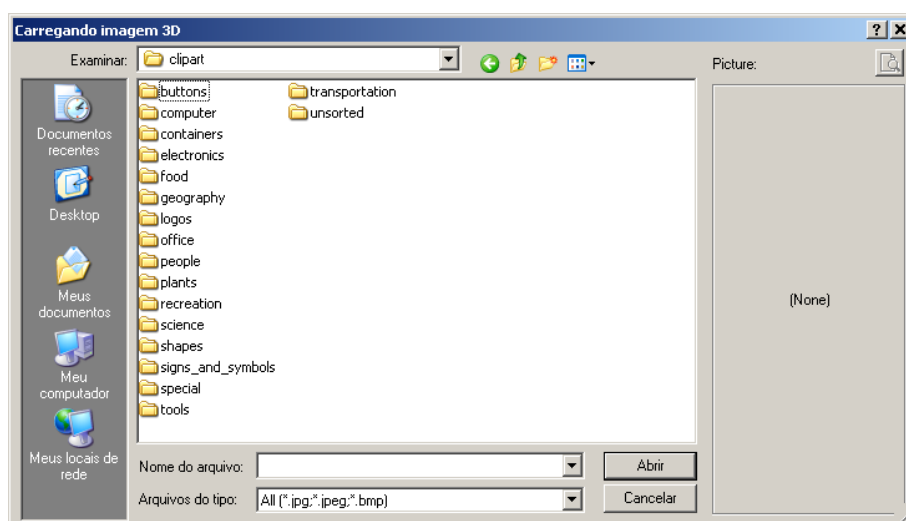 Carregando imagem 3D
Examinar: clipart
Picture:
Documentos recentes
Desktop
Meus documentos
Meu computador
Meus locais de rede
buttons
computer
containers
electronics
food
geography
logos
office
people
plants
recreation
science
shapes
signs_and_symbols
special
tools
transportation
unsorted
(None)
Nome do arquivo:
Abrir
Arquivos do tipo: All (*.jpg;*.jpeg;*.bmp)
Cancelar